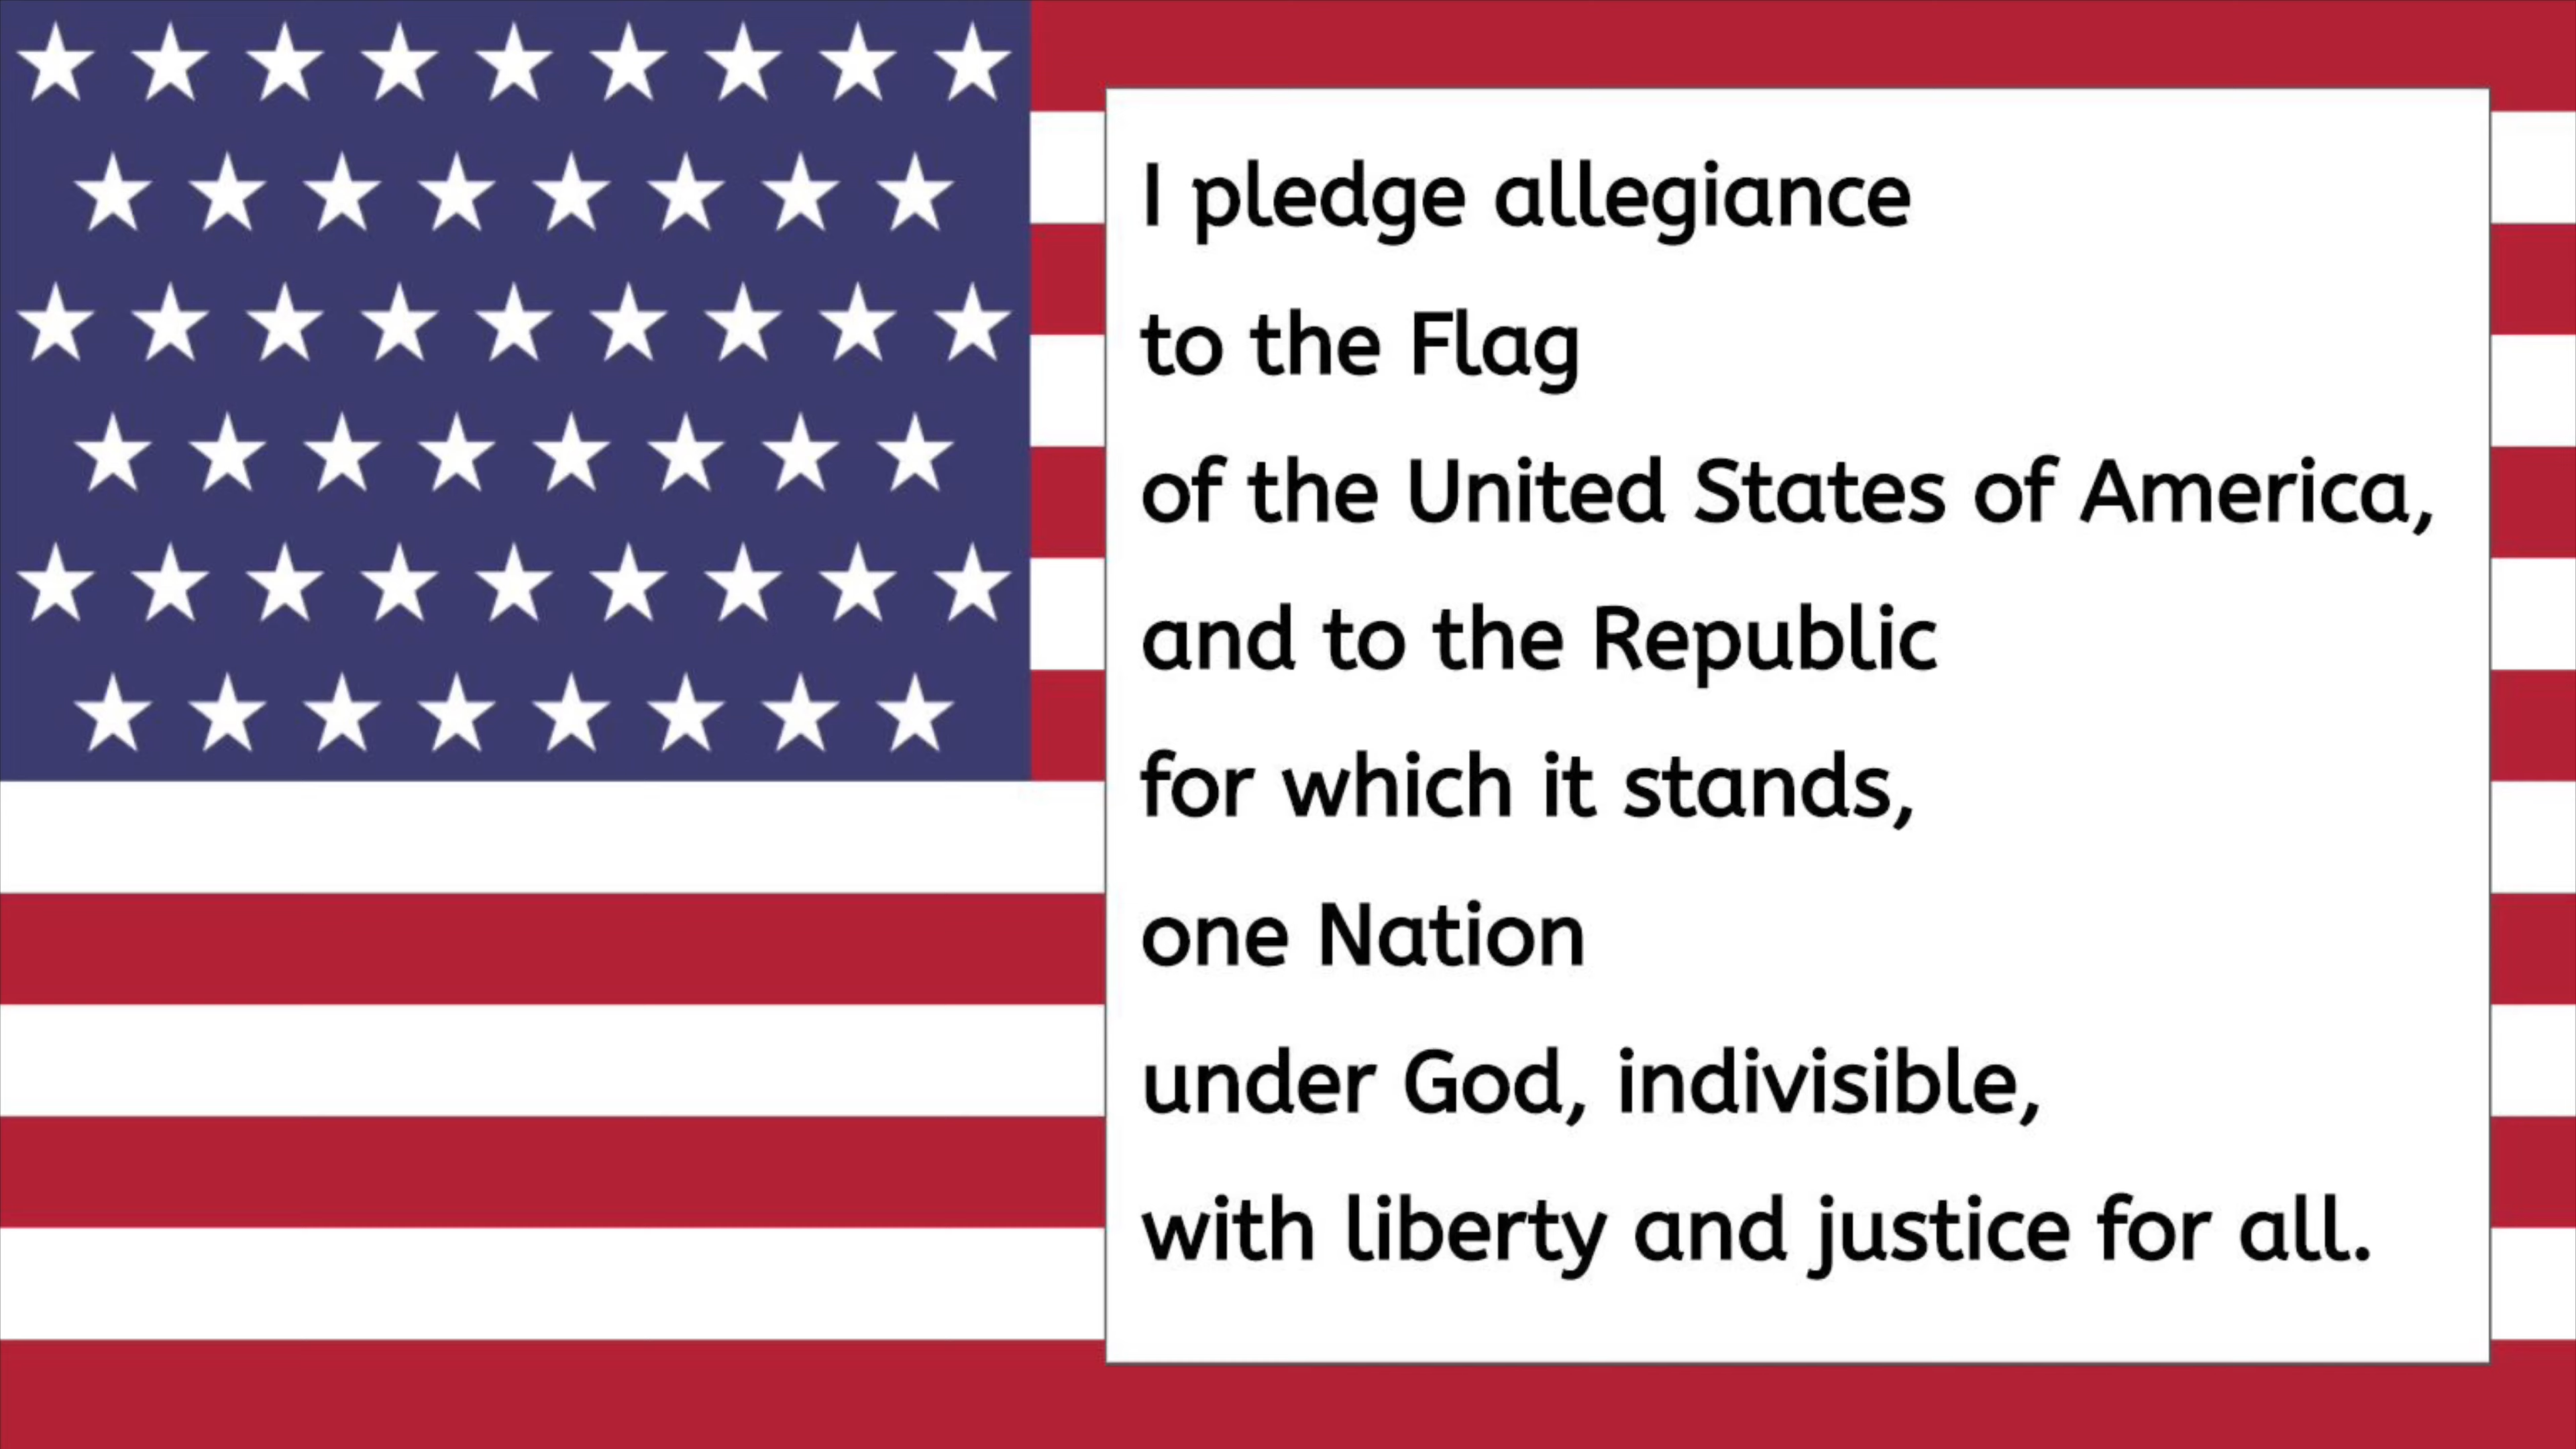 I pledge allegiance
to the Flag
of the United States of America,
and to the Republic
for which it stands,
one Nation
under God, indivisible,
with liberty and justice for all.